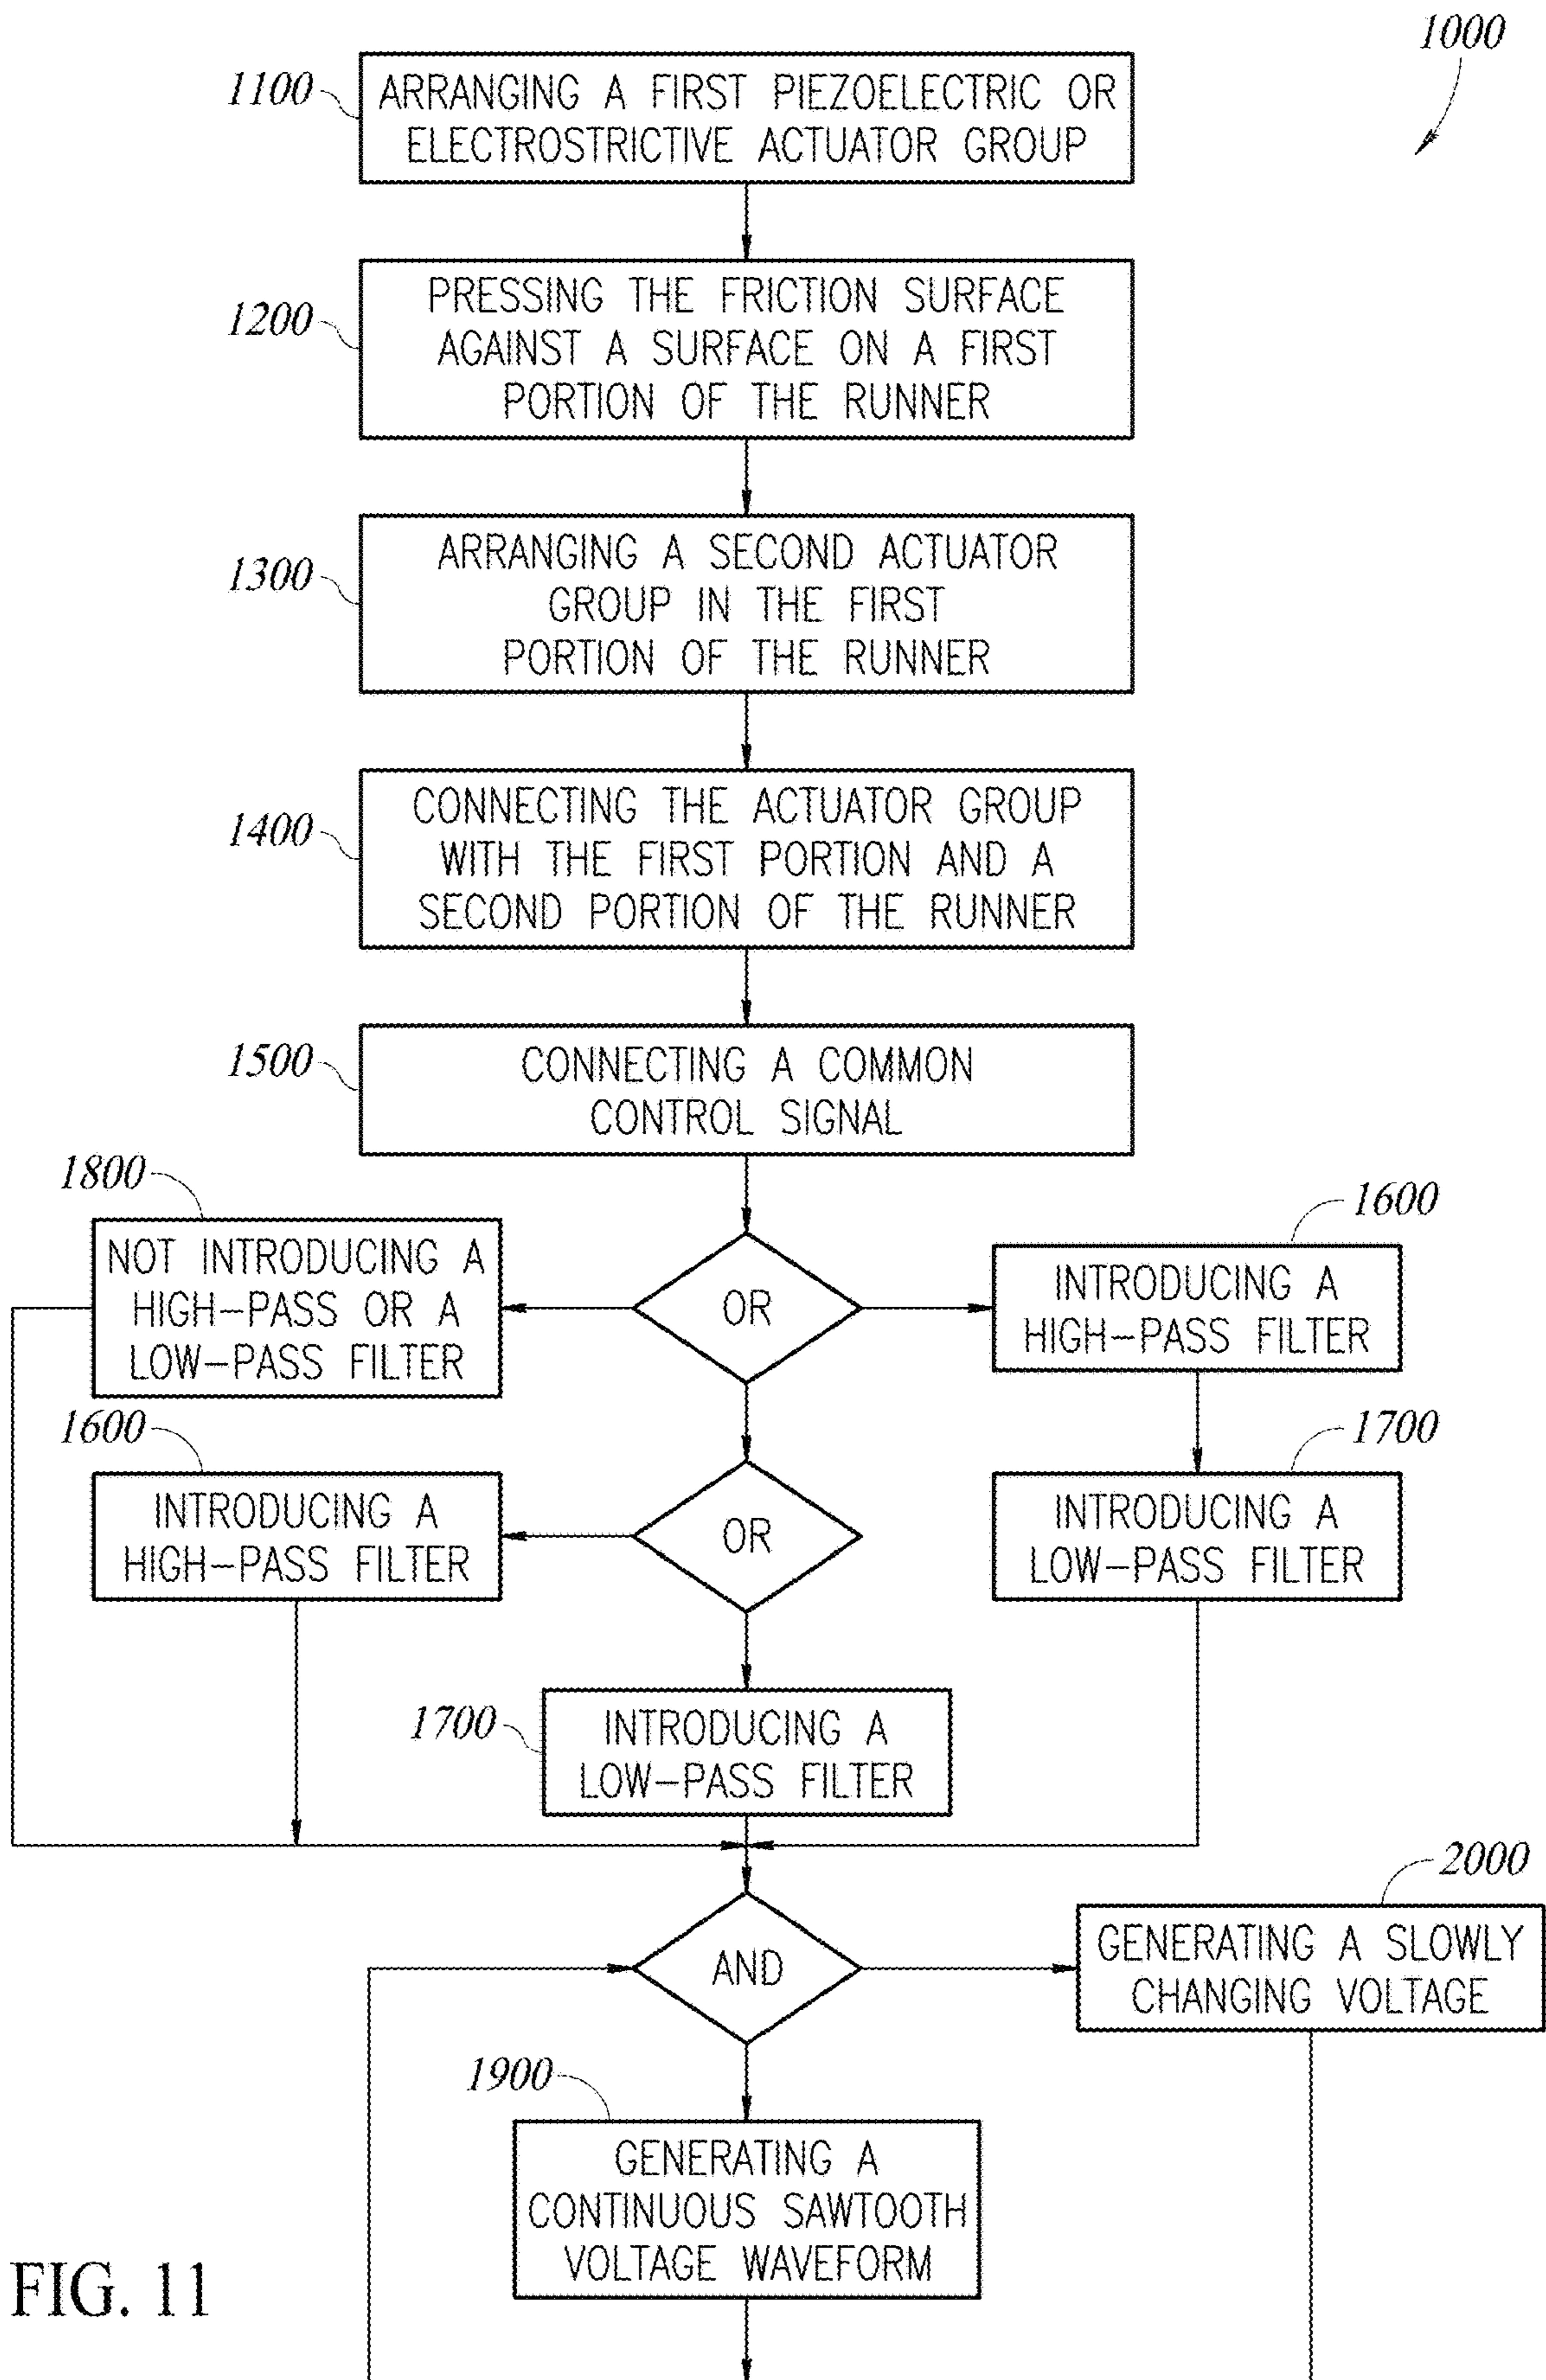 1000
1100
ARRANGING A FIRST PIEZOELECTRIC OR
ELECTROSTRICTIVE ACTUATOR GROUP
1200
PRESSING THE FRICTION SURFACE
AGAINST A SURFACE ON A FIRST
PORTION OF THE RUNNER
1300
ARRANGING A SECOND ACTUATOR
GROUP IN THE FIRST
PORTION OF THE RUNNER
1400
CONNECTING THE ACTUATOR GROUP
WITH THE FIRST PORTION AND A
SECOND PORTION OF THE RUNNER
1500
CONNECTING A COMMON
CONTROL SIGNAL
1800
NOT INTRODUCING A
HIGH-PASS OR A
LOW-PASS FILTER
OR
1600
INTRODUCING A
HIGH-PASS FILTER
1600
INTRODUCING A
HIGH-PASS FILTER
OR
1700
INTRODUCING A
LOW-PASS FILTER
1700
INTRODUCING A
LOW-PASS FILTER
AND
2000
GENERATING A SLOWLY
CHANGING VOLTAGE
1900
GENERATING A
CONTINUOUS SAWTOOTH
VOLTAGE WAVEFORM
FIG. 11